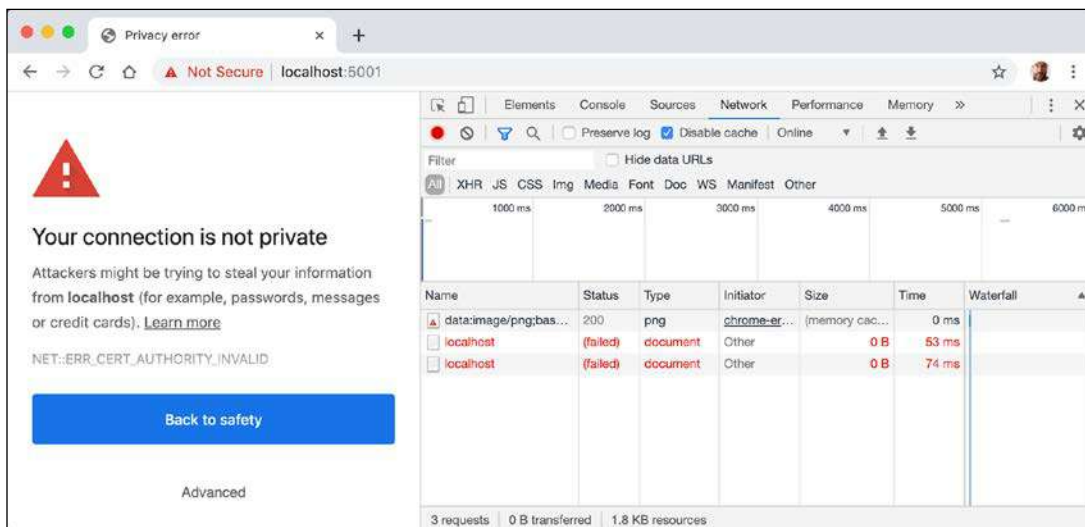 Privacy error
Not Secure localhost:5001
Elements Console Sources Network Performance Memory »
Preserve log Disable cache Online
Filter Hide data URLs
All XHR JS CSS Img Media Font Doc WS Manifest Other
1000 ms 2000 ms 3000 ms 4000 ms 5000 ms 6000 m
Your connection is not private
Attackers might be trying to steal your information
from localhost (for example, passwords, messages
or credit cards). Learn more
NET::ERR_CERT_AUTHORITY_INVALID
Back to safety
Advanced
Name Status Type Initiator Size Time Waterfall
data:image/png;bas... 200 png chrome-er... (memory cac... 0 ms
localhost (failed) document Other 0 B 53 ms
localhost (failed) document Other 0 B 74 ms
3 requests 0 B transferred 1.8 KB resources